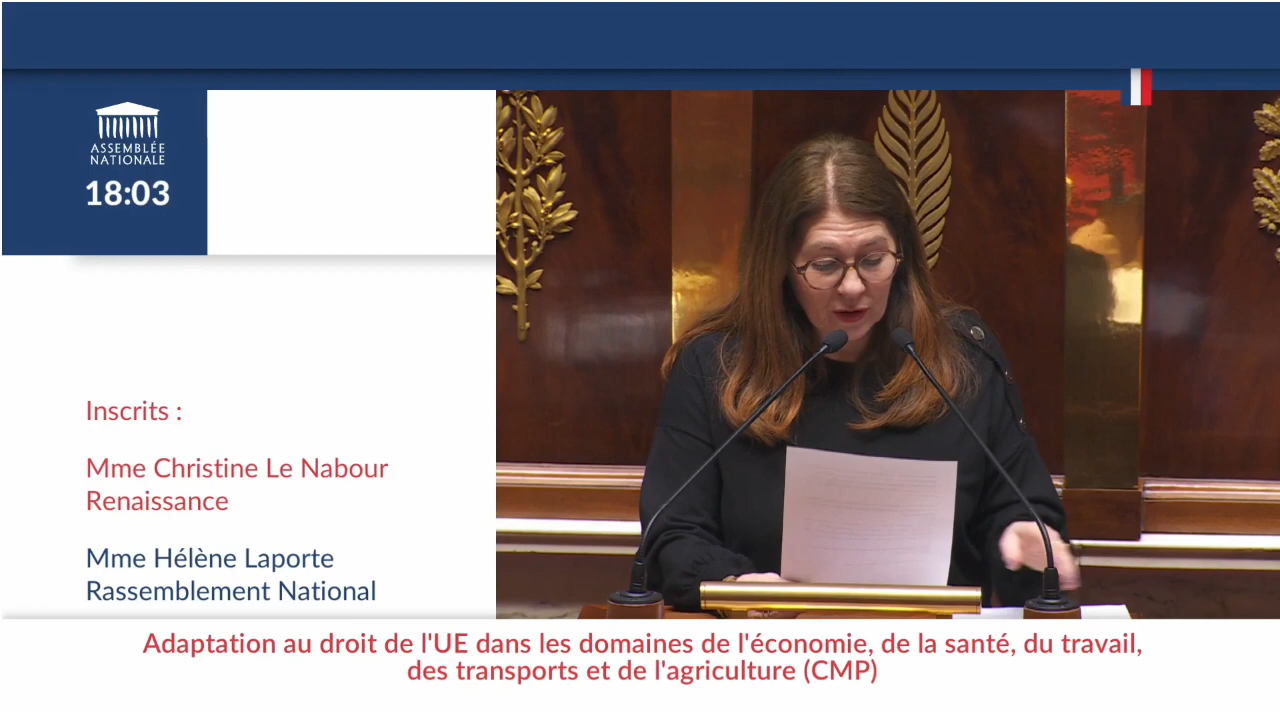 ASSEMBLÉE
NATIONALE
18:03
Inscrits :
Mme Christine Le Nabour
Renaissance
Mme Hélène Laporte
Rassemblement National
Adaptation au droit de l'UE dans les domaines de l'économie, de la santé, du travail,
des transports et de l'agriculture (CMP)